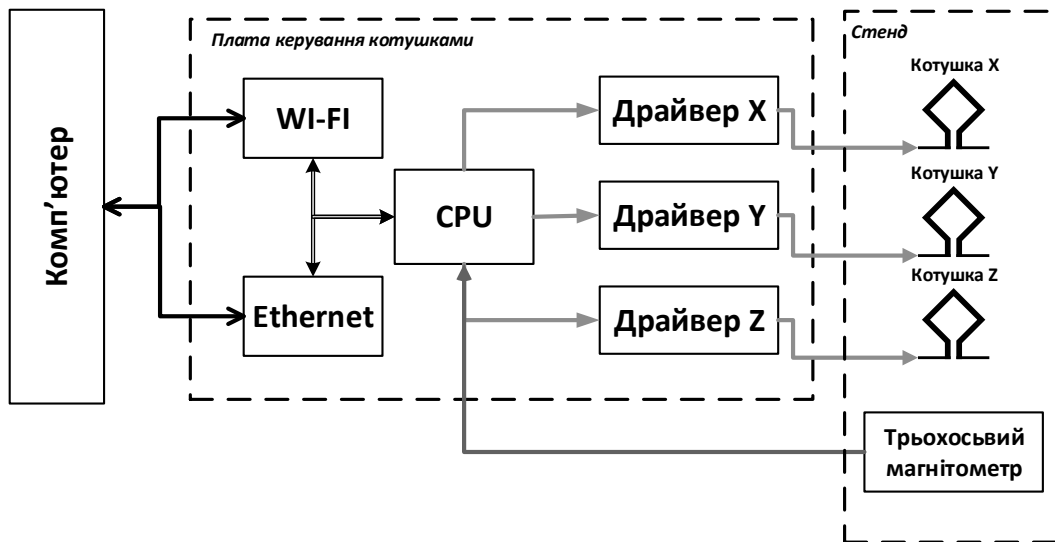 Плата керування котушками
Стенд
Комп’ютер
WI-FI
Ethernet
CPU
Драйвер X
Драйвер Y
Драйвер Z
Котушка X
Котушка Y
Котушка Z
Трьохосьвий
магнітометр